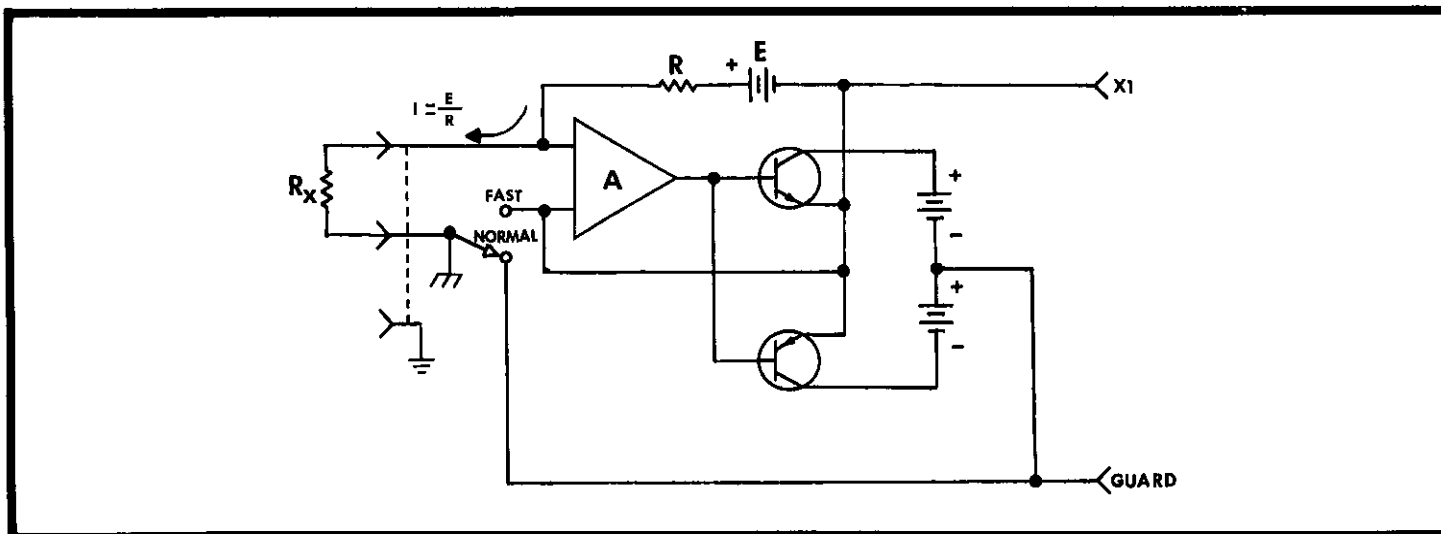 R + E
X1
I ≃ E/R
A
RX
FAST
NORMAL
+
-
+
-
GUARD